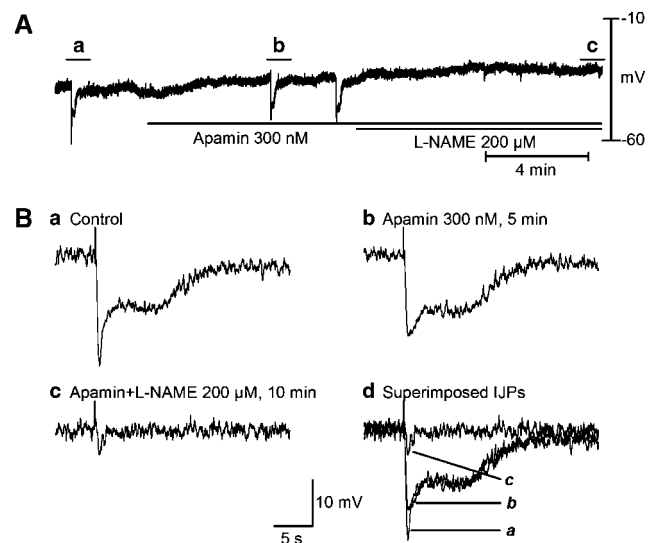 A
a
b
c
-10
mV
-60
Apamin 300 nM
L-NAME 200 µM
4 min
B
a Control
b Apamin 300 nM, 5 min
c Apamin+L-NAME 200 µM, 10 min
d Superimposed IJPs
c
b
a
10 mV
5 s